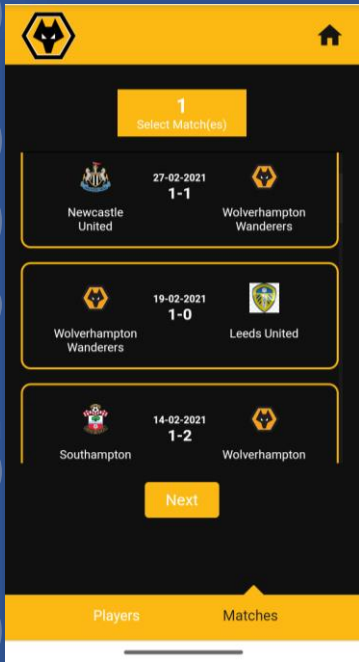 1
Select Match(es)
27-02-2021
1-1
Newcastle
United
Wolverhampton
Wanderers
19-02-2021
1-0
Wolverhampton
Wanderers
Leeds United
14-02-2021
1-2
Southampton
Wolverhampton
Next
Players
Matches